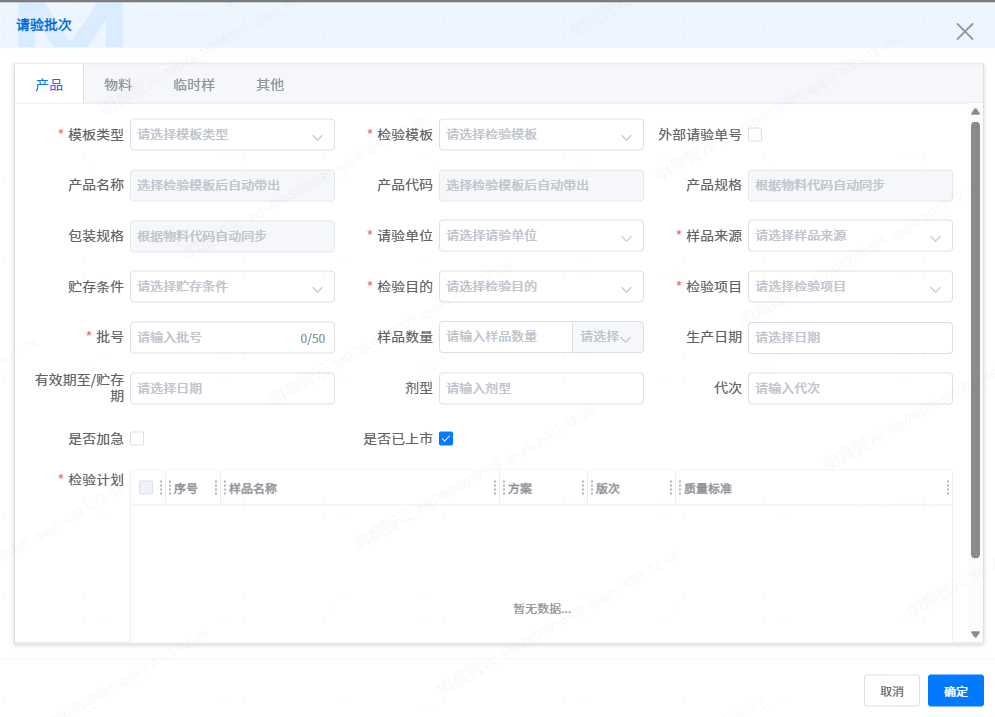 请验批次
产品 物料 临时样 其他
* 模板类型 请选择模板类型 * 检验模板 请选择检验模板 外部请验单号
产品名称 选择检验模板后自动带出 产品代码 选择检验模板后自动带出 产品规格 根据物料代码自动同步
包装规格 根据物料代码自动同步 * 请验单位 请选择请验单位 * 样品来源 请选择样品来源
贮存条件 请选择贮存条件 * 检验目的 请选择检验目的 * 检验项目 请选择检验项目
* 批号 请输入批号 0/50 样品数量 请输入样品数量 请选择 生产日期 请选择日期
有效期至/贮存期 请选择日期 剂型 请输入剂型 代次 请输入代次
是否加急 是否已上市
* 检验计划 序号 样品名称 方案 版次 质量标准
暂无数据...
取消 确定